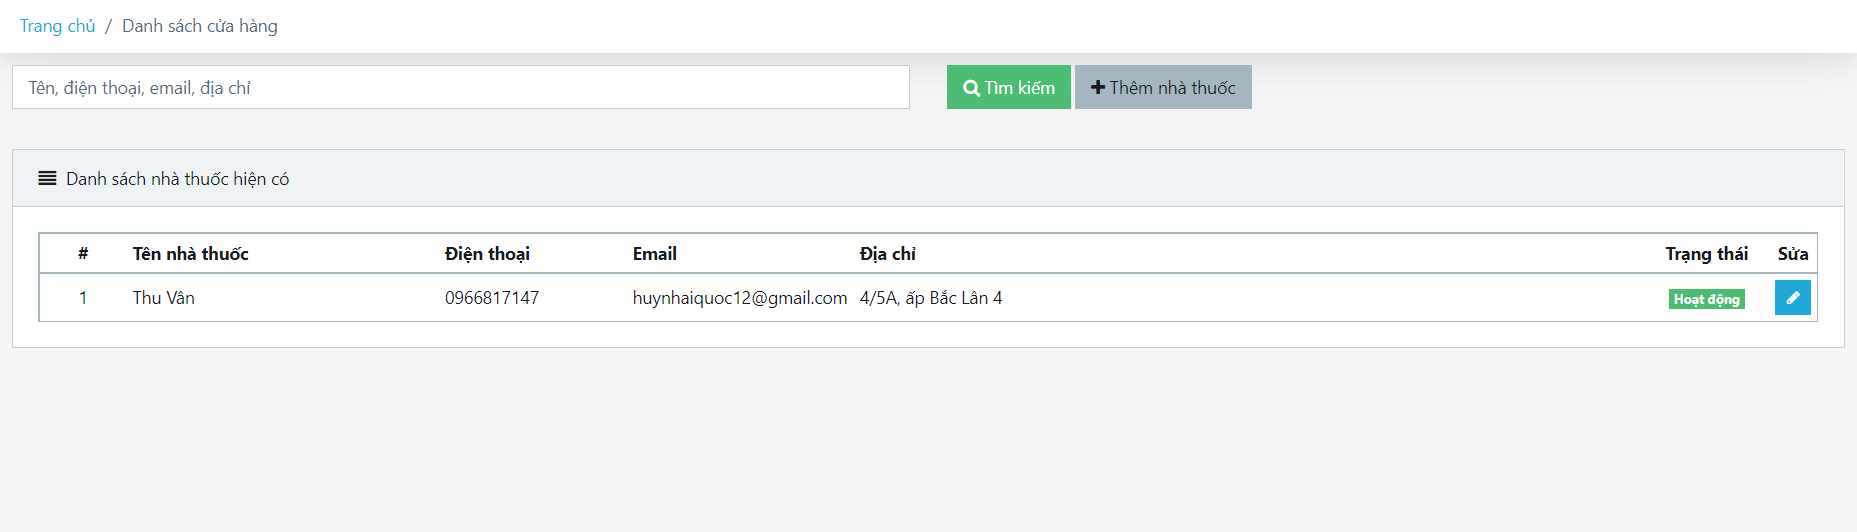 Trang chủ / Danh sách cửa hàng
Tên, điện thoại, email, địa chỉ
Tìm kiếm
Thêm nhà thuốc
Danh sách nhà thuốc hiện có
# Tên nhà thuốc Điện thoại Email Địa chỉ Trạng thái Sửa
1 Thu Vân 0966817147 huynhaiquoc12@gmail.com 4/5A, ấp Bắc Lân 4 Hoạt động